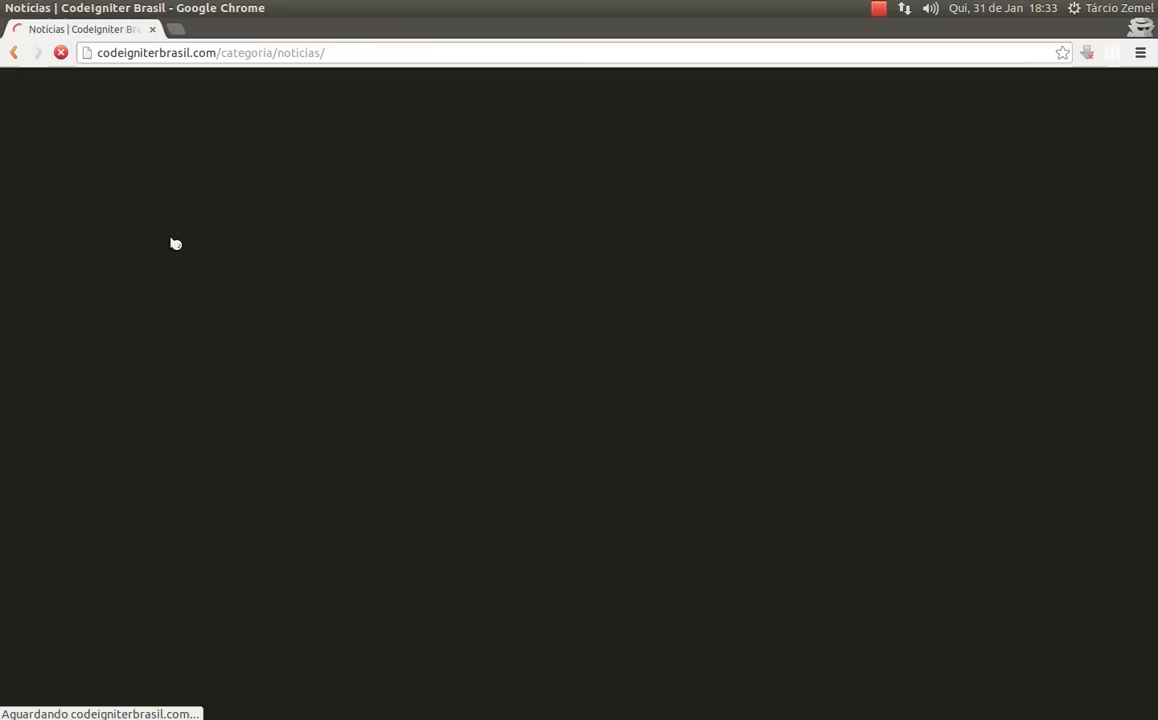 Notícias | CodeIgniter Brasil - Google Chrome
Qui, 31 de Jan 18:33
Tárcio Zemel
Notícias | CodeIgniter Bra
codeigniterbrasil.com/categoria/noticias/
Aguardando codeigniterbrasil.com...